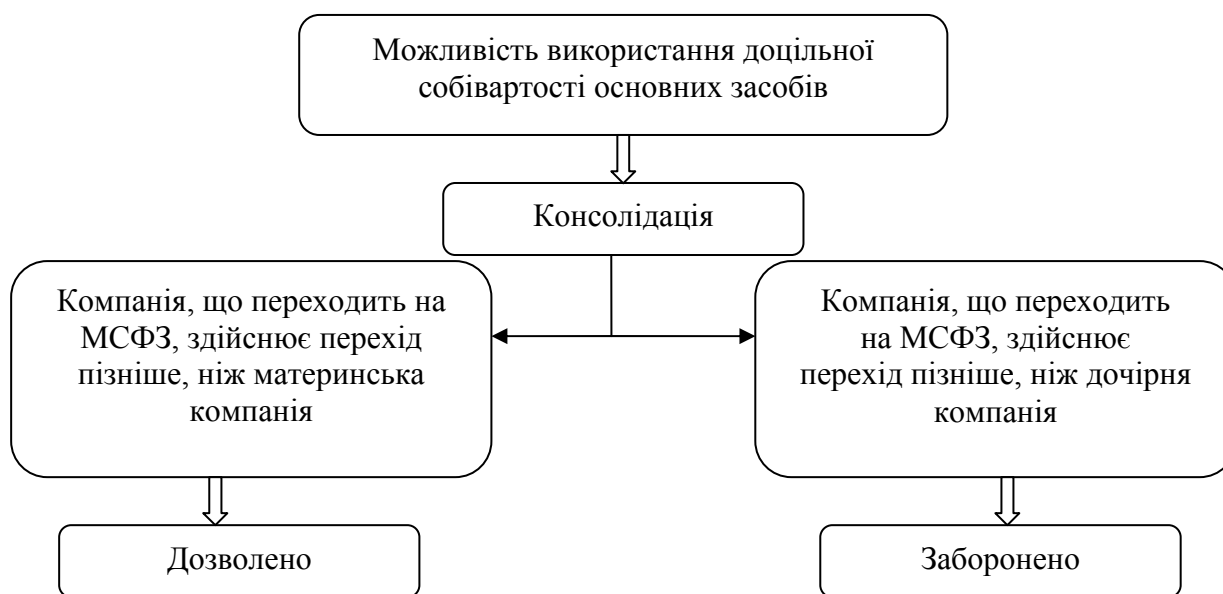 Можливість використання доцільної
собівартості основних засобів
Консолідація
Компанія, що переходить на
МСФЗ, здійснює перехід
пізніше, ніж материнська
компанія
Компанія, що переходить
на МСФЗ, здійснює
перехід пізніше, ніж дочірня
компанія
Дозволено
Заборонено